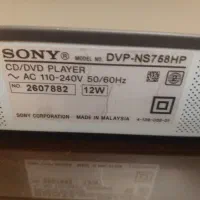 SONY MODEL NO. DVP-NS758HP
CD/DVD PLAYER
~ AC 110-240V 50/60Hz
NO. 2607882 12W
SONY CORPORATION MADE IN MALAYSIA